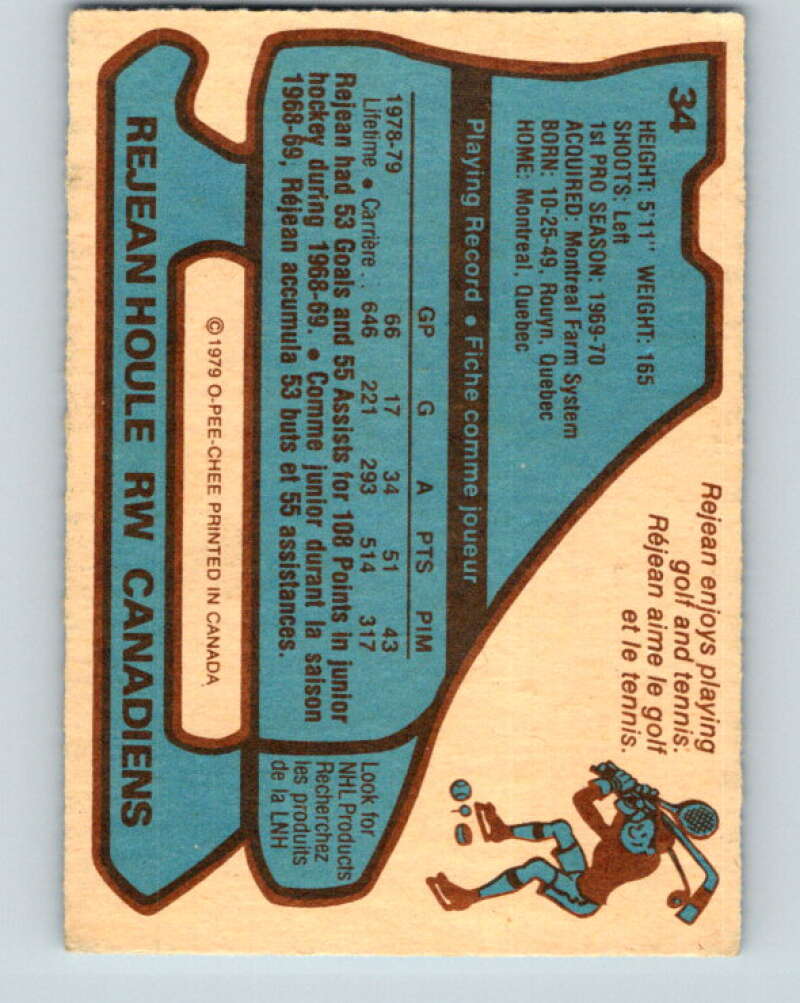 34
HEIGHT: 5'11" WEIGHT: 165
SHOOTS: Left
1st PRO SEASON: 1969-70
ACQUIRED: Montreal Farm System
BORN: 10-25-49, Rouyn, Quebec
HOME: Montreal, Quebec
Rejean enjoys playing
golf and tennis.
Réjean aime le golf
et le tennis.
Playing Record • Fiche comme joueur
GP G A PTS PIM
1978-79 66 17 34 51 43
Lifetime • Carrière . . 646 221 293 514 317
Rejean had 53 Goals and 55 Assists for 108 Points in junior
hockey during 1968-69. • Comme junior durant la saison
1968-69, Réjean accumula 53 buts et 55 assistances.
Look for
NHL Products
Recherchez
les produits
de la LNH
©1979 O-PEE-CHEE PRINTED IN CANADA
REJEAN HOULE RW CANADIENS